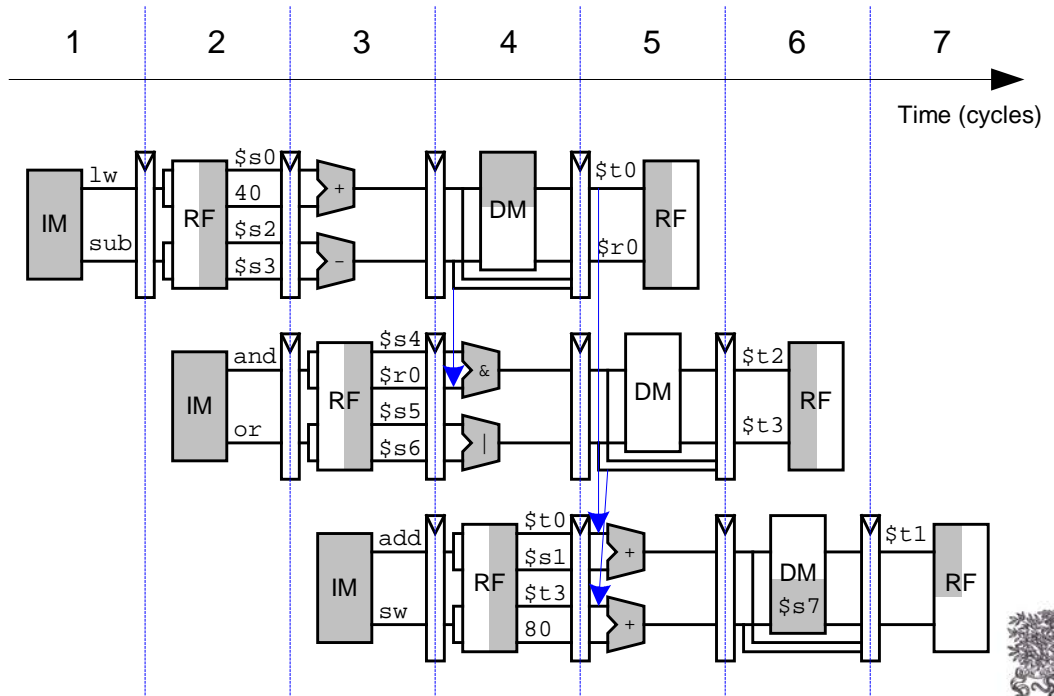 1 2 3 4 5 6 7
Time (cycles)
lw $s0 $t0
40
IM RF + DM RF
sub $s2 $r0
$s3 -
and $s4 $t2
$r0 &
IM RF DM RF
or $s5 $t3
$s6 |
add $t0 $t1
$s1 +
IM RF DM RF
sw $t3 $s7
80 +